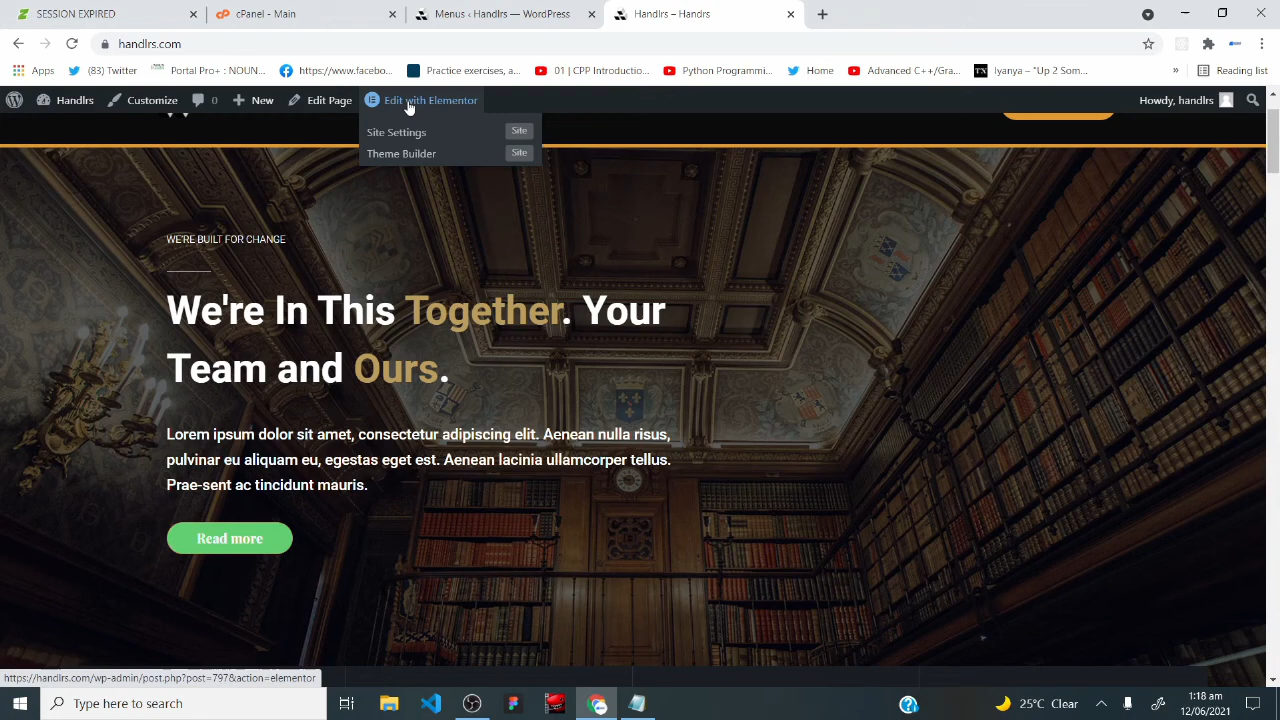 SESSION EXPIRED
cPanel - Menus
Menus ‹ Handlrs — WordPress
Handlrs – Handrs
handlrs.com
Apps
(23) Twitter
Portal Pro+ : NOUN...
https://www.facebo...
Practice exercises, a...
01 | CPP Introductio...
Python Programmi...
Home
Advanced C++/Gra...
Iyanya – "Up 2 Som...
»
Reading list
Handlrs
Customize
0
New
Edit Page
Edit with Elementor
Howdy, handlrs
Site Settings
Site
Theme Builder
Site
WE'RE BUILT FOR CHANGE
We're In This Together. Your
Team and Ours.
Lorem ipsum dolor sit amet, consectetur adipiscing elit. Aenean nulla risus,
pulvinar eu aliquam eu, egestas eget est. Aenean lacinia ullamcorper tellus.
Prae-sent ac tincidunt mauris.
Read more
https://handlrs.com/wp-admin/post.php?post=797&action=elementor
Type here to search
25°C Clear
1:18 am
12/06/2021